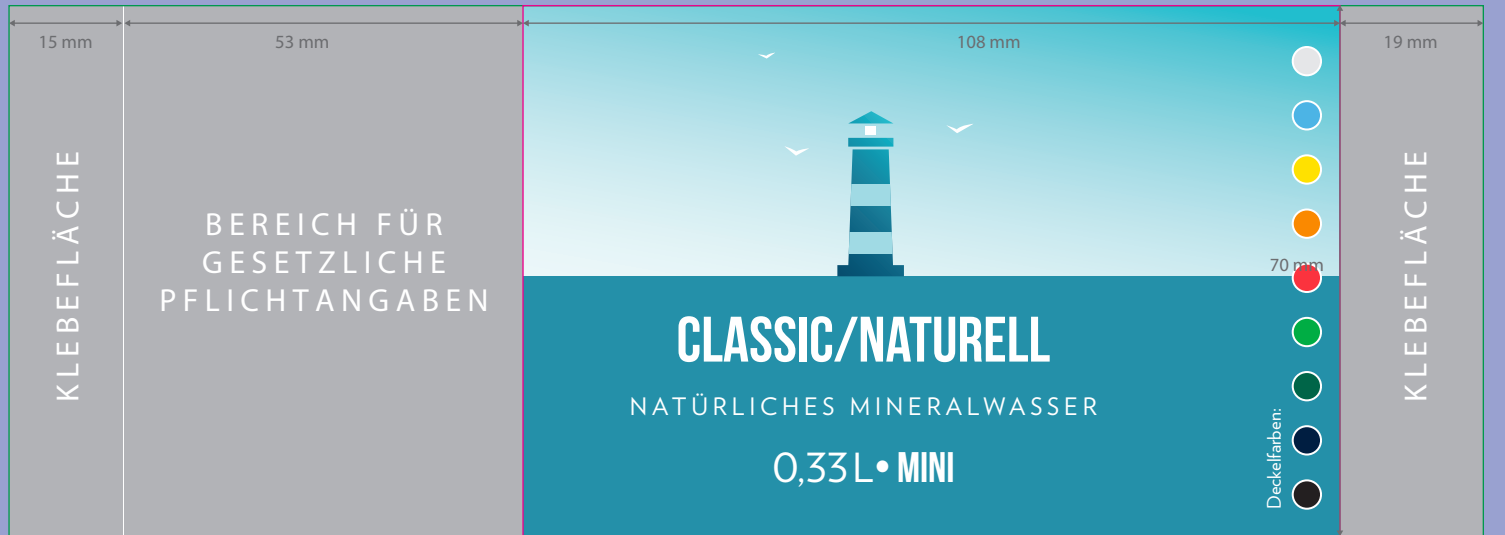 15 mm
53 mm
108 mm
19 mm
KLEBEFLÄCHE
BEREICH FÜR
GESETZLICHE
PFLICHTANGABEN
70 mm
CLASSIC/NATURELL
NATÜRLICHES MINERALWASSER
0,33 L • MINI
Deckelfarben:
KLEBEFLÄCHE